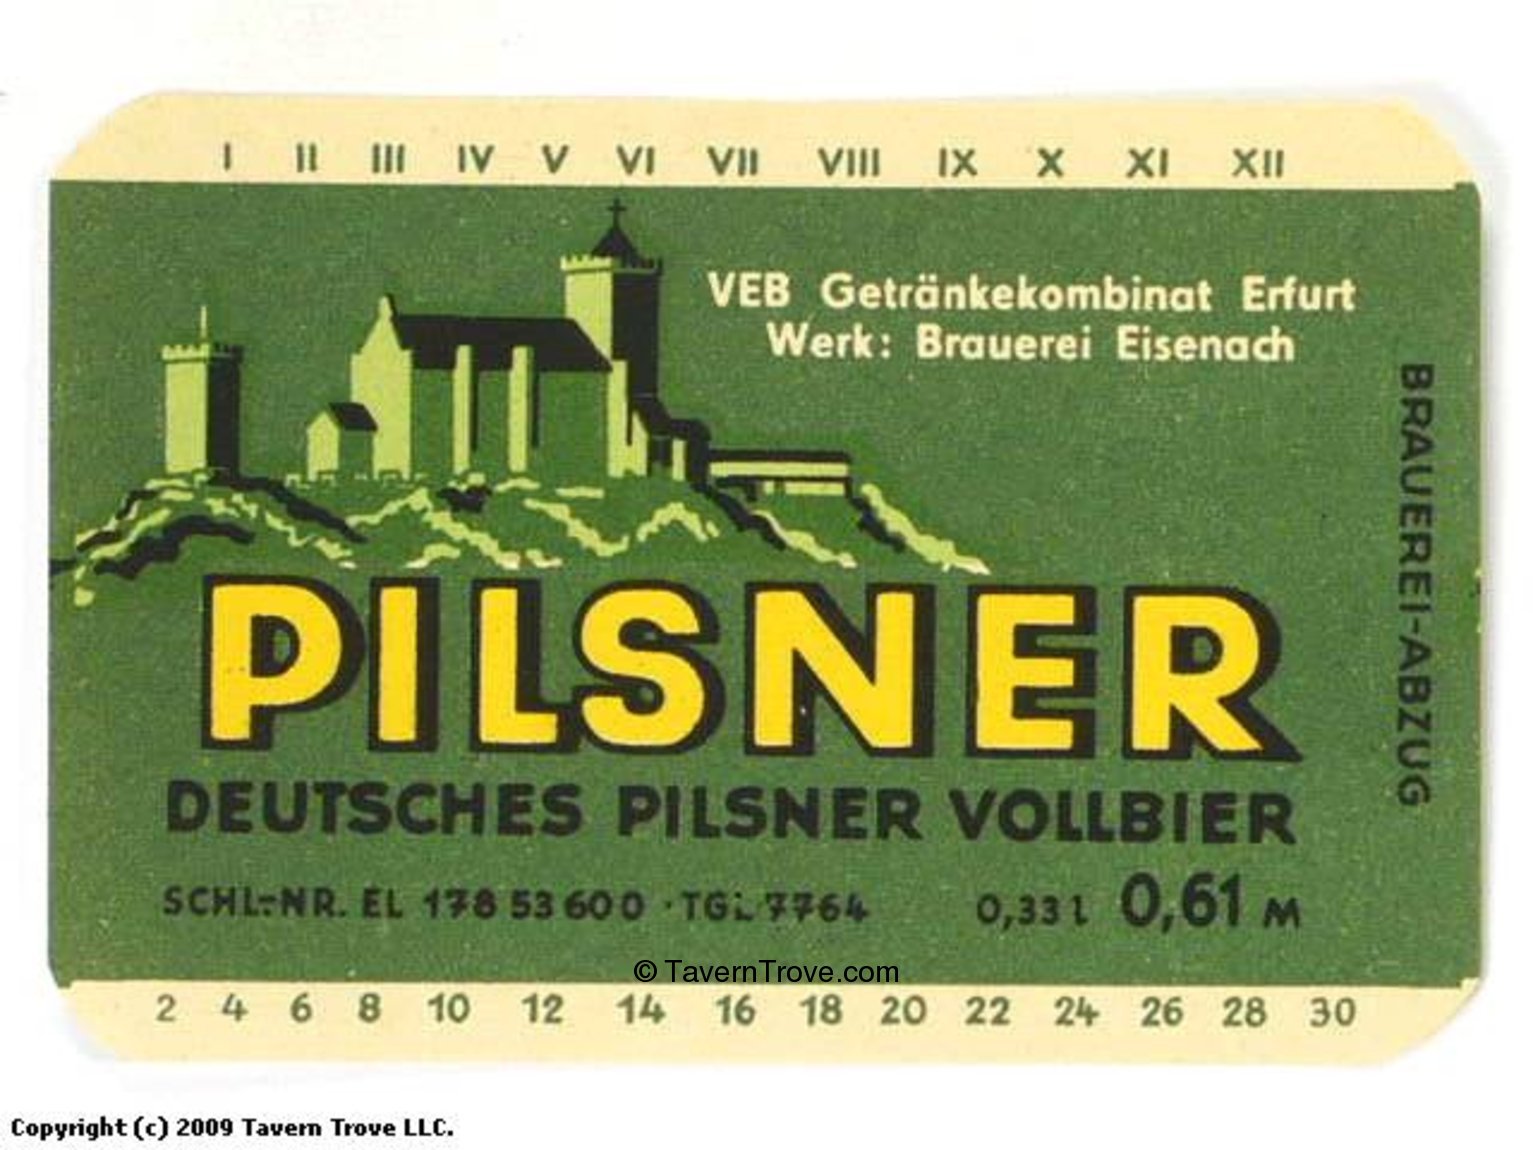 I II III IV V VI VII VIII IX X XI XII
VEB Getränkekombinat Erfurt
Werk: Brauerei Eisenach
BRAUEREI-ABZUG
PILSNER
DEUTSCHES PILSNER VOLLBIER
SCHL.-NR. EL 178 53 600 · TGL 7764 0,33 l 0,61 M
© TavernTrove.com
2 4 6 8 10 12 14 16 18 20 22 24 26 28 30
Copyright (c) 2009 Tavern Trove LLC.